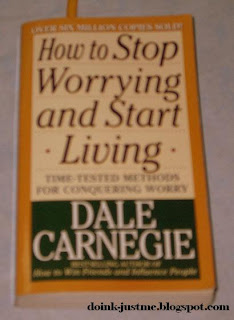 OVER SIX MILLION COPIES SOLD!
How to Stop
Worrying
and Start
· Living ·
TIME-TESTED METHODS
FOR CONQUERING WORRY
DALE
CARNEGIE
BESTSELLING AUTHOR OF
How to Win Friends and Influence People
doink-justme.blogspot.com